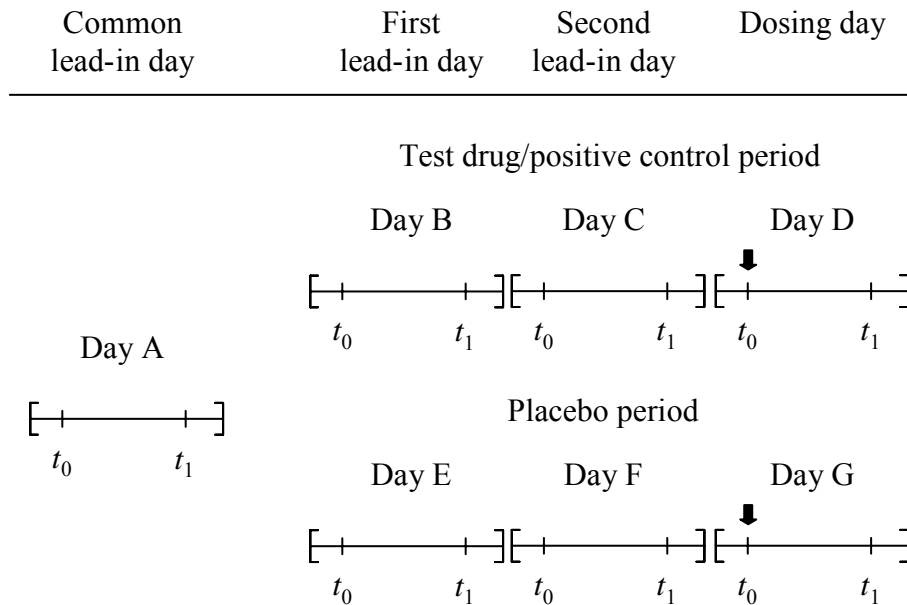 Common First Second Dosing day
lead-in day lead-in day lead-in day
Test drug/positive control period
Day B Day C Day D
t0 t1 t0 t1 t0 t1
Day A
t0 t1
Placebo period
Day E Day F Day G
t0 t1 t0 t1 t0 t1